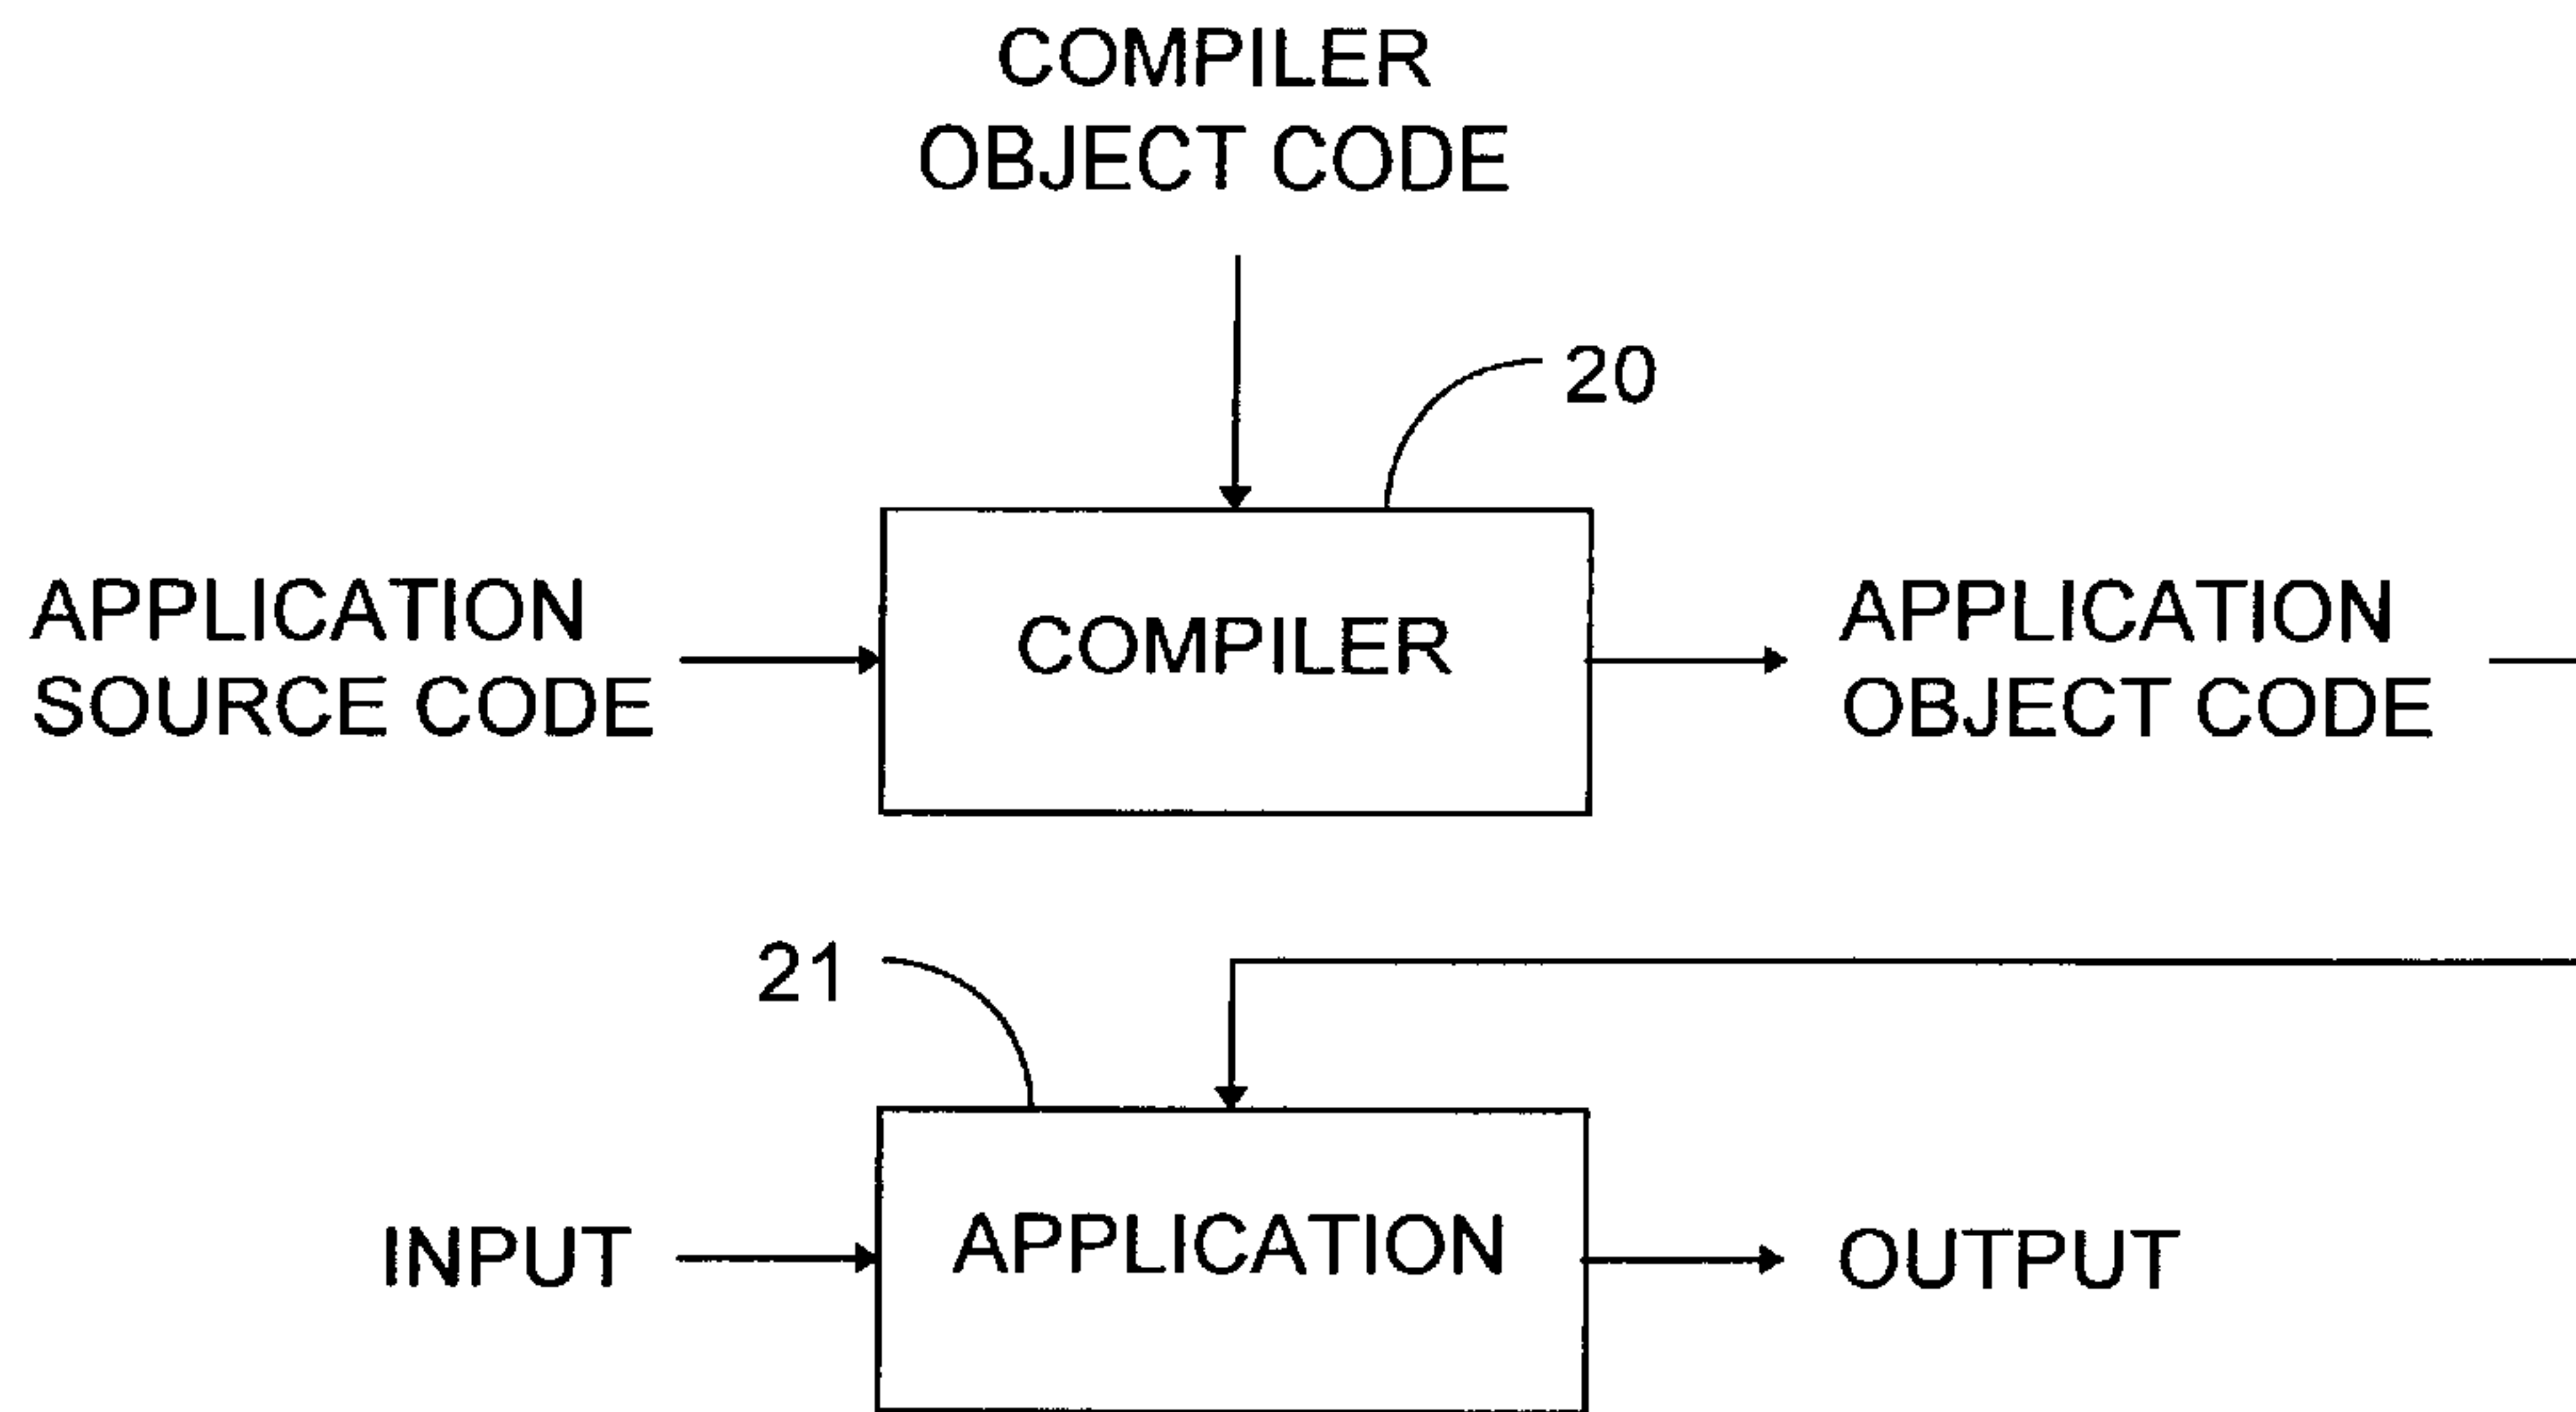 COMPILER
OBJECT CODE
20
APPLICATION
SOURCE CODE
COMPILER
APPLICATION
OBJECT CODE
21
INPUT
APPLICATION
OUTPUT